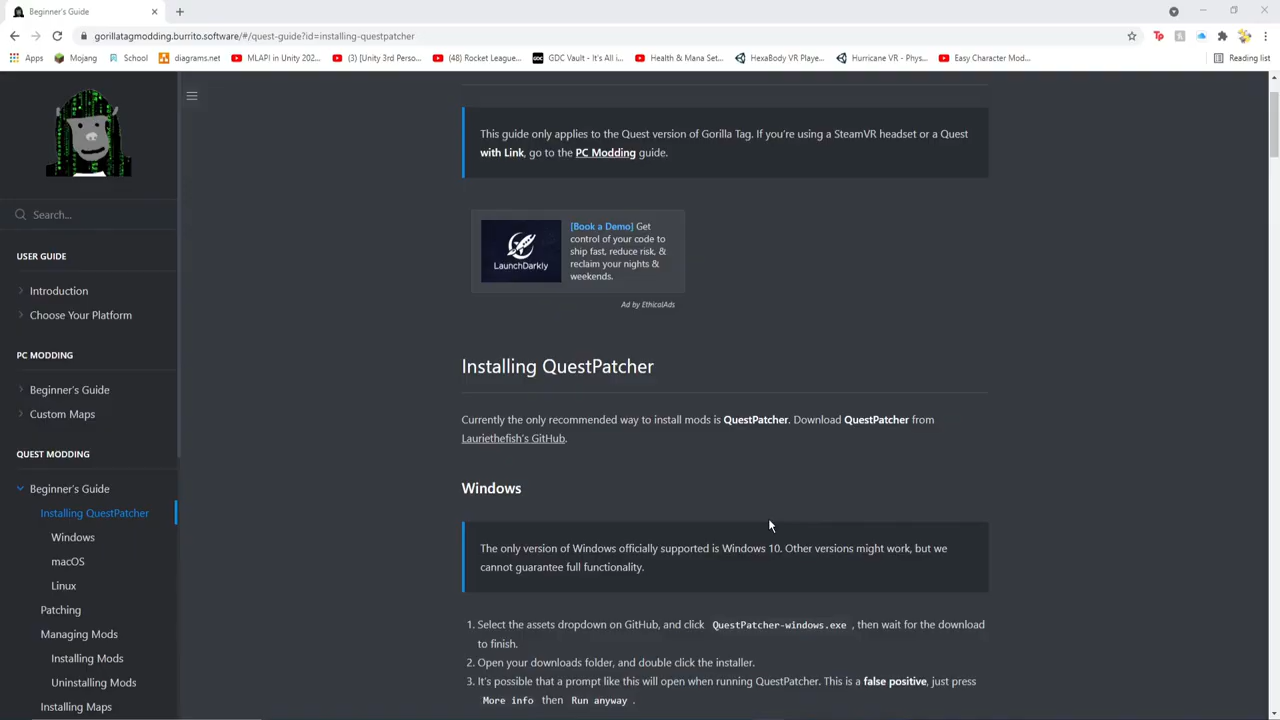 Beginner's Guide
gorillatagmodding.burrito.software/#/quest-guide?id=installing-questpatcher
Apps
Mojang
School
diagrams.net
MLAPI in Unity 202...
(3) [Unity 3rd Perso...
(48) Rocket League...
GDC Vault - It's All i...
Health & Mana Set...
HexaBody VR Playe...
Hurricane VR - Phys...
Easy Character Mod...
Reading list
Search...
USER GUIDE
Introduction
Choose Your Platform
PC MODDING
Beginner's Guide
Custom Maps
QUEST MODDING
Beginner's Guide
Installing QuestPatcher
Windows
macOS
Linux
Patching
Managing Mods
Installing Mods
Uninstalling Mods
Installing Maps
This guide only applies to the Quest version of Gorilla Tag. If you're using a SteamVR headset or a Quest
with Link, go to the PC Modding guide.
LaunchDarkly
[Book a Demo] Get
control of your code to
ship fast, reduce risk, &
reclaim your nights &
weekends.
Ad by EthicalAds
Installing QuestPatcher
Currently the only recommended way to install mods is QuestPatcher. Download QuestPatcher from
Lauriethefish's GitHub.
Windows
The only version of Windows officially supported is Windows 10. Other versions might work, but we
cannot guarantee full functionality.
1. Select the assets dropdown on GitHub, and click QuestPatcher-windows.exe , then wait for the download
to finish.
2. Open your downloads folder, and double click the installer.
3. It's possible that a prompt like this will open when running QuestPatcher. This is a false positive, just press
More info then Run anyway .